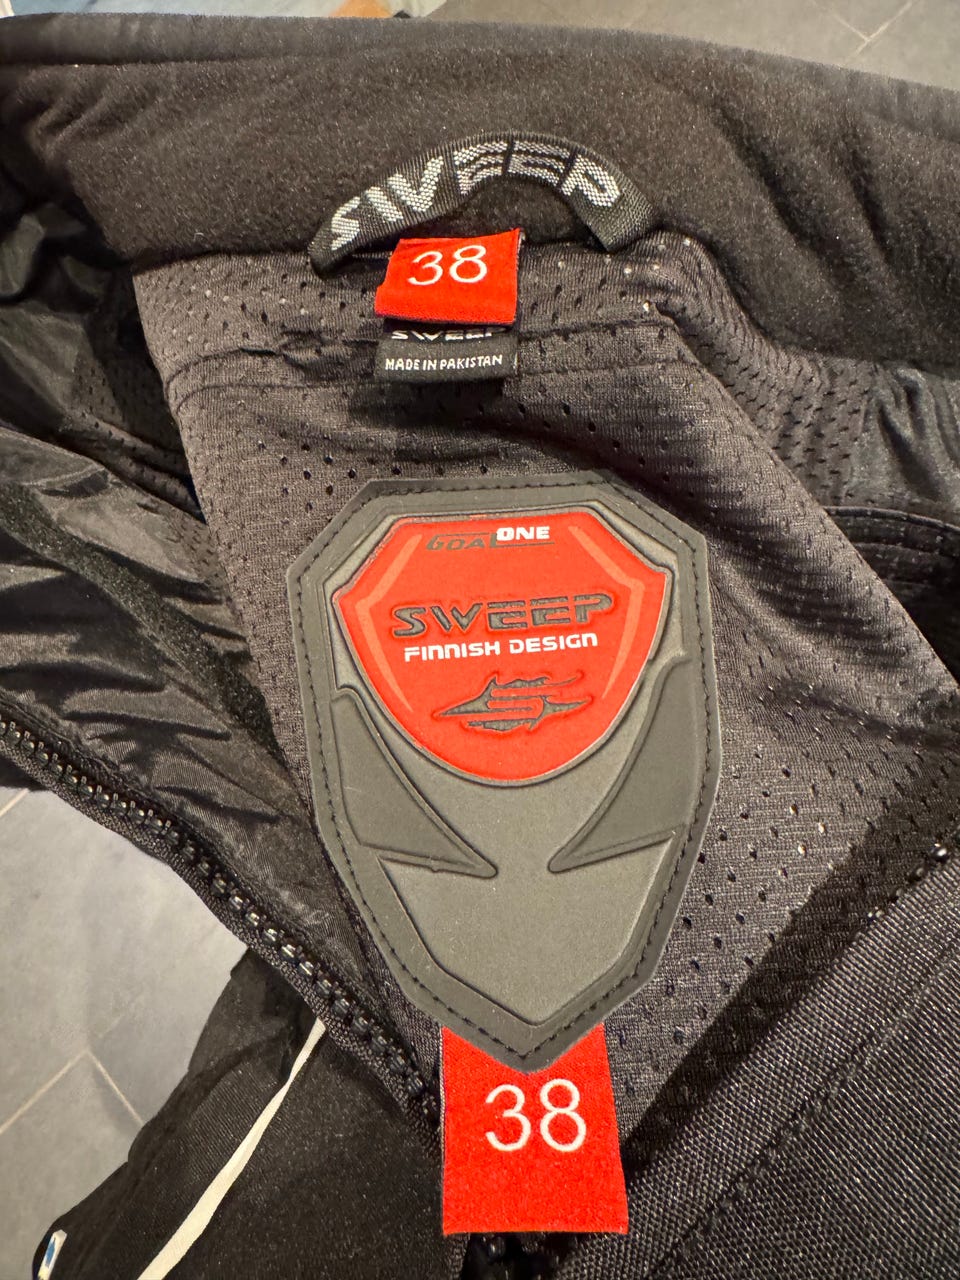 SWEEP
38
SWEEP
MADE IN PAKISTAN
GOAL ONE
SWEEP
FINNISH DESIGN
38